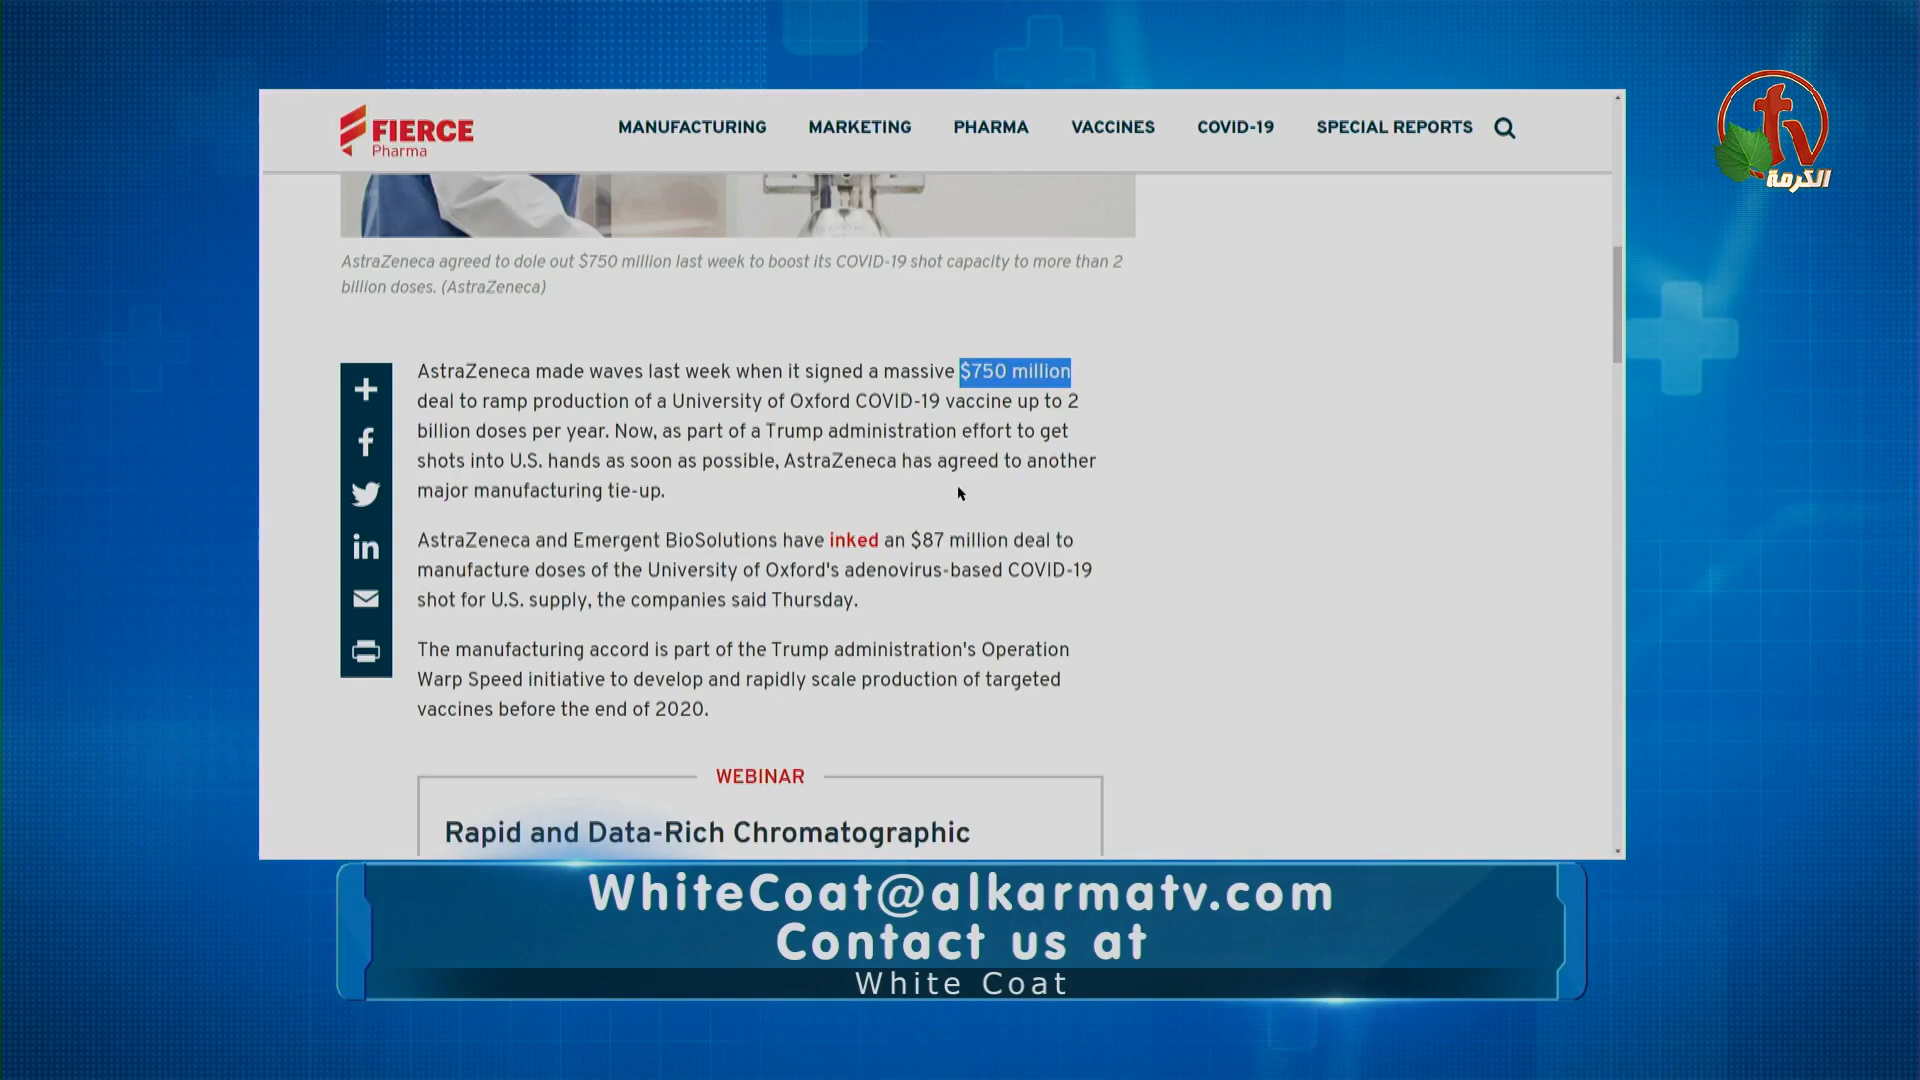 FIERCE
Pharma
MANUFACTURING MARKETING PHARMA VACCINES COVID-19 SPECIAL REPORTS
tv
الكرمة
AstraZeneca agreed to dole out $750 million last week to boost its COVID-19 shot capacity to more than 2
billion doses. (AstraZeneca)
AstraZeneca made waves last week when it signed a massive $750 million
deal to ramp production of a University of Oxford COVID-19 vaccine up to 2
billion doses per year. Now, as part of a Trump administration effort to get
shots into U.S. hands as soon as possible, AstraZeneca has agreed to another
major manufacturing tie-up.
AstraZeneca and Emergent BioSolutions have inked an $87 million deal to
manufacture doses of the University of Oxford's adenovirus-based COVID-19
shot for U.S. supply, the companies said Thursday.
The manufacturing accord is part of the Trump administration's Operation
Warp Speed initiative to develop and rapidly scale production of targeted
vaccines before the end of 2020.
WEBINAR
Rapid and Data-Rich Chromatographic
WhiteCoat@alkarmatv.com
Contact us at
White Coat